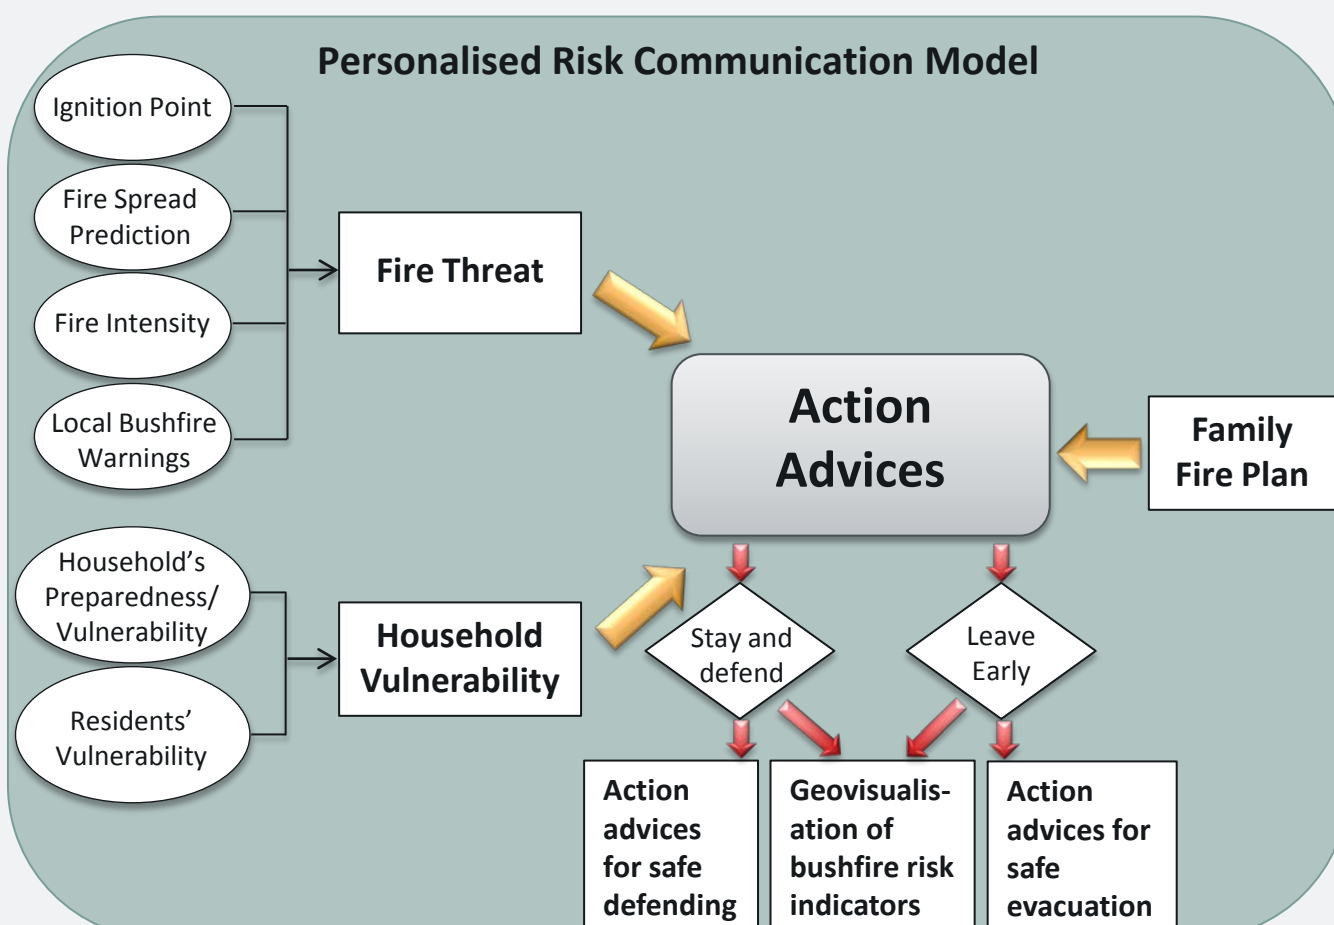 Personalised Risk Communication Model
Ignition Point
Fire Spread
Prediction
Fire Intensity
Local Bushfire
Warnings
Fire Threat
Household’s
Preparedness/
Vulnerability
Residents’
Vulnerability
Household
Vulnerability
Action
Advices
Family
Fire Plan
Stay and
defend
Leave
Early
Action
advices
for safe
defending
Geovisualis-
ation of
bushfire risk
indicators
Action
advices for
safe
evacuation